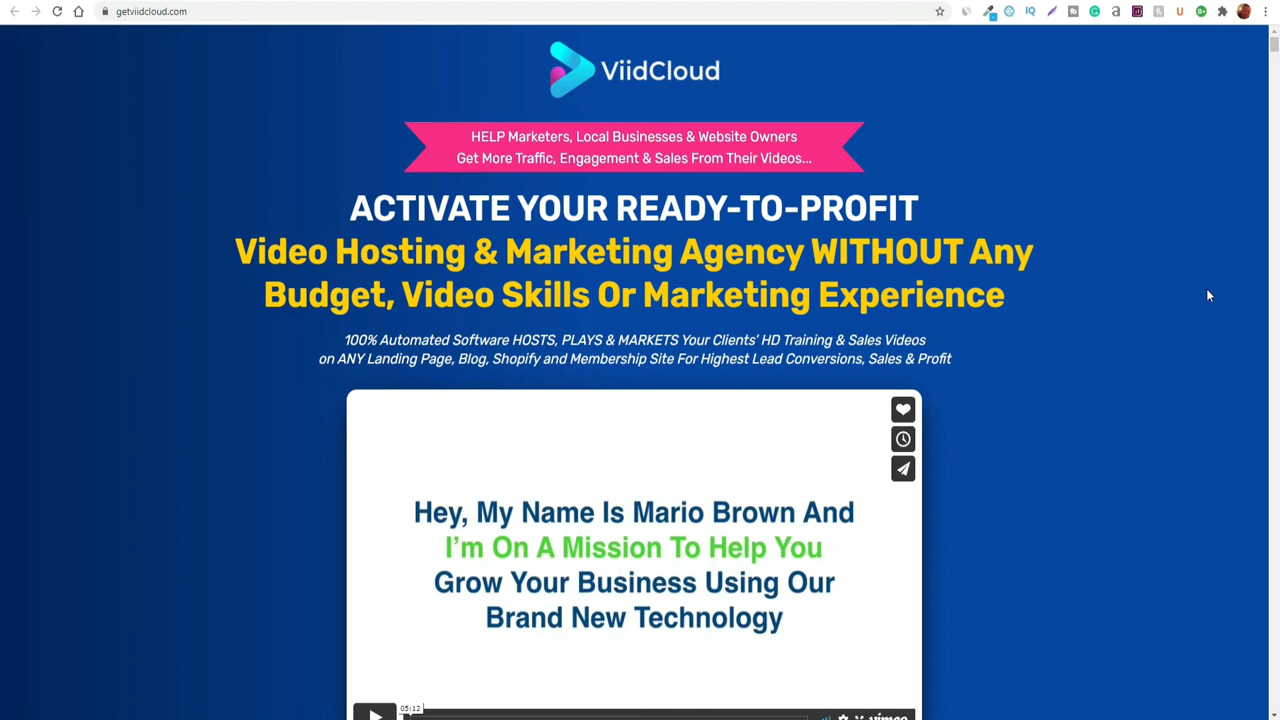 getviidcloud.com
ViidCloud
HELP Marketers, Local Businesses & Website Owners
Get More Traffic, Engagement & Sales From Their Videos...
ACTIVATE YOUR READY-TO-PROFIT
Video Hosting & Marketing Agency WITHOUT Any
Budget, Video Skills Or Marketing Experience
100% Automated Software HOSTS, PLAYS & MARKETS Your Clients' HD Training & Sales Videos
on ANY Landing Page, Blog, Shopify and Membership Site For Highest Lead Conversions, Sales & Profit
Hey, My Name Is Mario Brown And
I'm On A Mission To Help You
Grow Your Business Using Our
Brand New Technology
05:12
vimeo